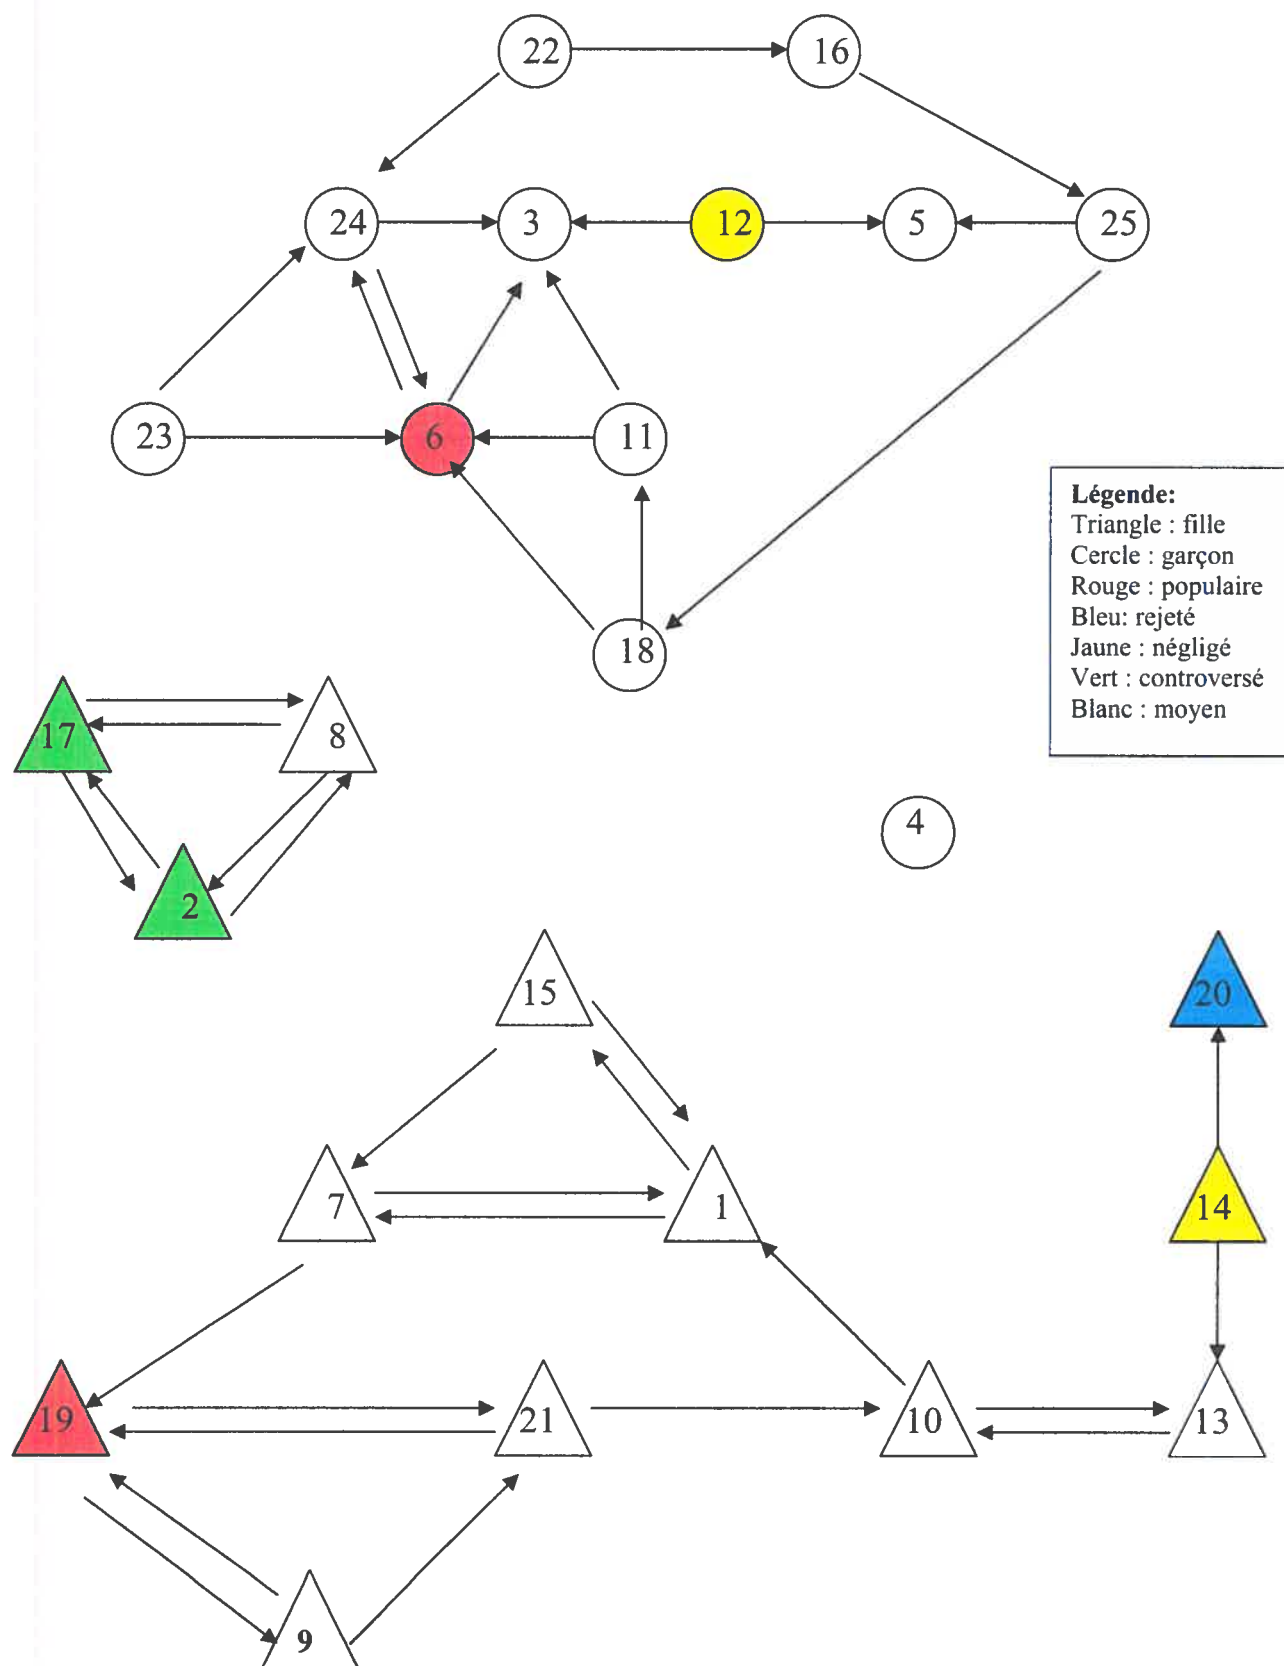 22 16
24 3 12 5 25
23 6 11
Légende:
Triangle : fille
Cercle : garçon
Rouge : populaire
Bleu: rejeté
Jaune : négligé
Vert : controversé
Blanc : moyen
18
17 8
4
2
15 20
7 1 14
19 21 10 13
9